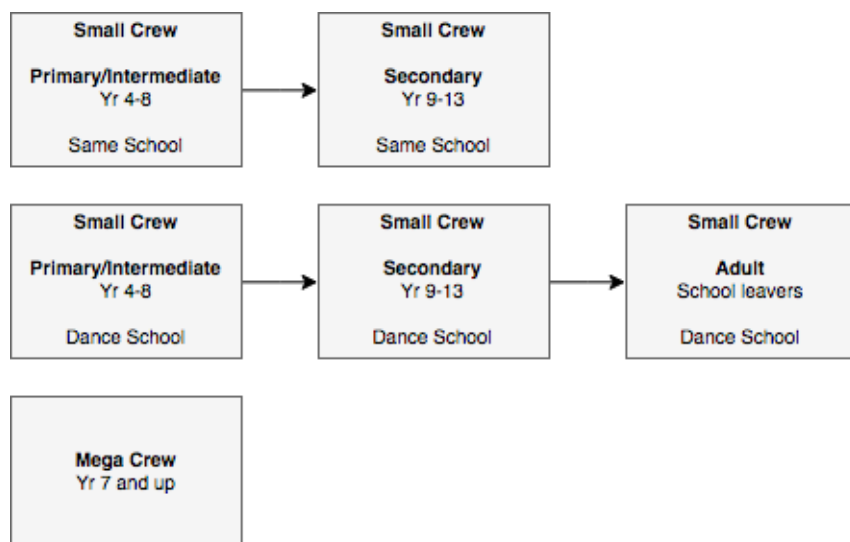 Small Crew
Primary/Intermediate
Yr 4-8
Same School
Small Crew
Secondary
Yr 9-13
Same School
Small Crew
Primary/Intermediate
Yr 4-8
Dance School
Small Crew
Secondary
Yr 9-13
Dance School
Small Crew
Adult
School leavers
Dance School
Mega Crew
Yr 7 and up